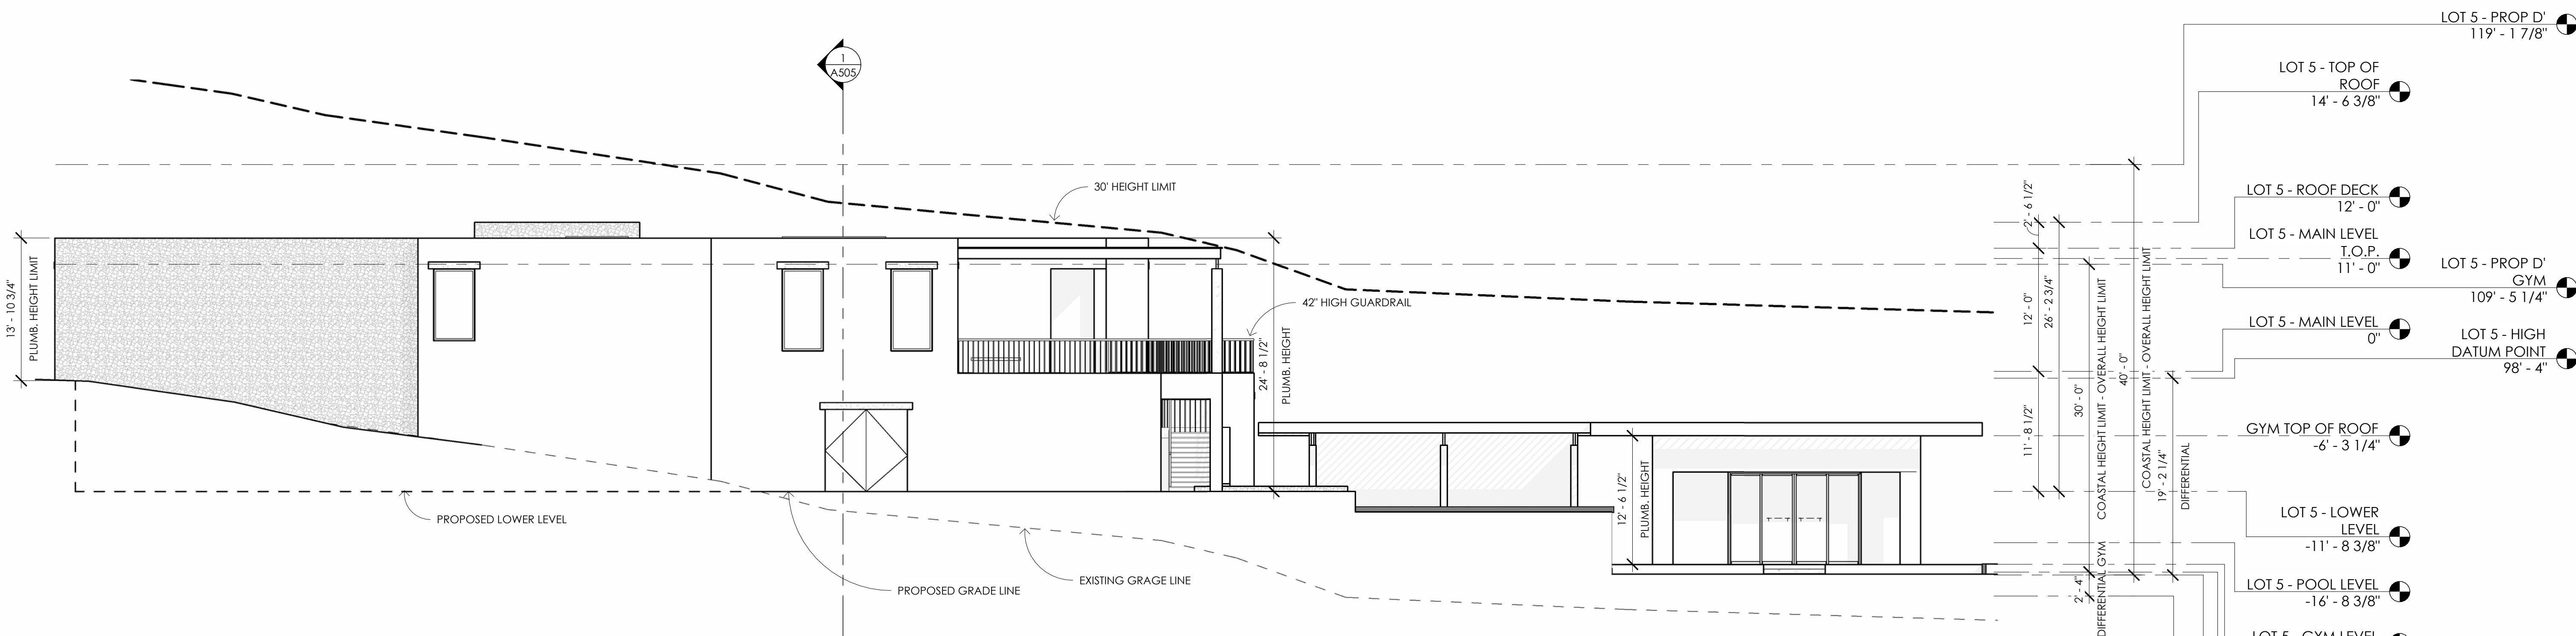 LOT 5 - PROP D'
119' - 1 7/8"
1
A505
LOT 5 - TOP OF
ROOF
14' - 6 3/8"
30' HEIGHT LIMIT
2' - 6 1/2"
LOT 5 - ROOF DECK
12' - 0"
LOT 5 - MAIN LEVEL
T.O.P.
11' - 0"
LOT 5 - PROP D'
GYM
109' - 5 1/4"
13' - 10 3/4"
PLUMB. HEIGHT LIMIT
42" HIGH GUARDRAIL
24' - 8 1/2"
PLUMB. HEIGHT
12' - 0"
26' - 2 3/4"
30' - 0"
COASTAL HEIGHT LIMIT - OVERALL HEIGHT LIMIT
40' - 0"
COASTAL HEIGHT LIMIT - OVERALL HEIGHT LIMIT
LOT 5 - MAIN LEVEL
0"
LOT 5 - HIGH
DATUM POINT
98' - 4"
11' - 8 1/2"
19' - 2 1/4"
DIFFERENTIAL
GYM TOP OF ROOF
-6' - 3 1/4"
12' - 6 1/2"
PLUMB. HEIGHT
PROPOSED LOWER LEVEL
LOT 5 - LOWER
LEVEL
-11' - 8 3/8"
PROPOSED GRADE LINE
EXISTING GRAGE LINE
2' - 4"
DIFFERENTIAL GYM
LOT 5 - POOL LEVEL
-16' - 8 3/8"
LOT 5 - GYM LEVEL